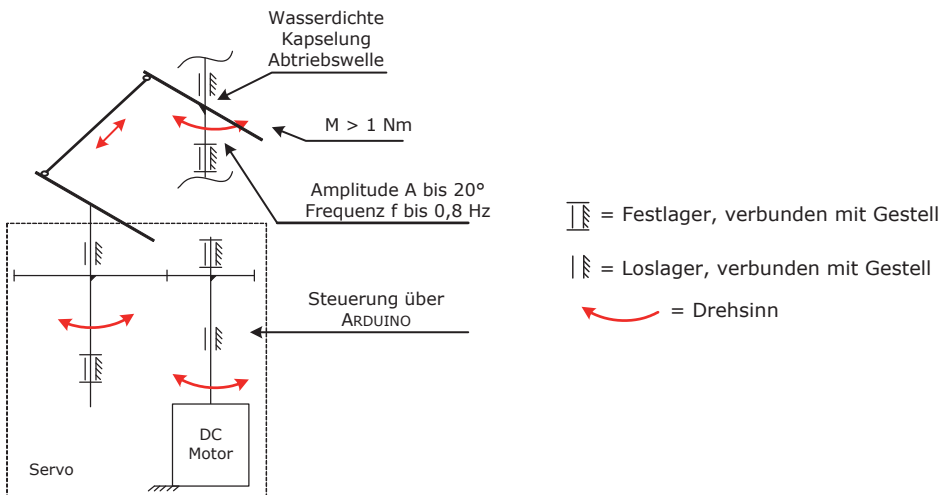 Wasserdichte
Kapselung
Abtriebswelle
M > 1 Nm
Amplitude A bis 20°
Frequenz f bis 0,8 Hz
Steuerung über
ARDUINO
DC
Motor
Servo
= Festlager, verbunden mit Gestell
= Loslager, verbunden mit Gestell
= Drehsinn